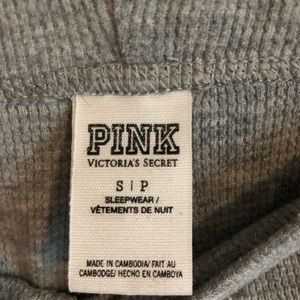 PINK
VICTORIA'S SECRET
S | P
SLEEPWEAR /
VÊTEMENTS DE NUIT
MADE IN CAMBODIA/ FAIT AU
CAMBODGE/ HECHO EN CAMBOYA